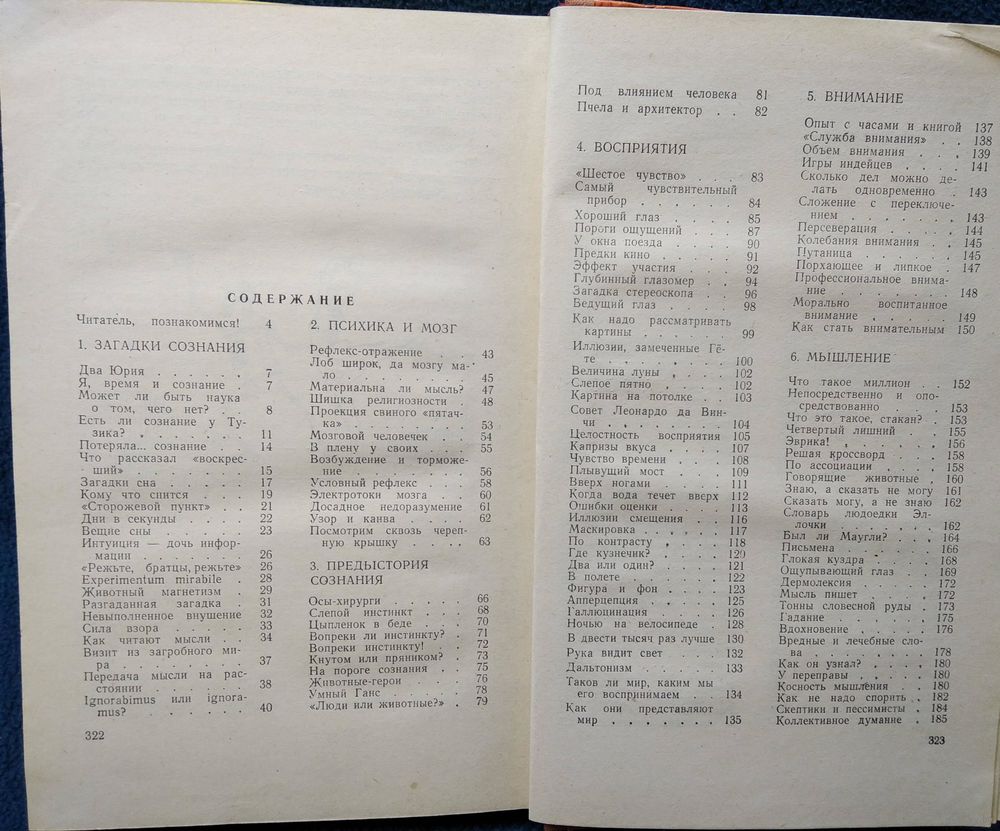 СОДЕРЖАНИЕ
Читатель, познакомимся! 4
1. ЗАГАДКИ СОЗНАНИЯ
Два Юрия . . . . . , 7
Я, время и сознание . 7
Может ли быть наука
о том, чего нет? . . 8
Есть ли сознание у Ту-
зика? . . . . . . . 11
Потеряла... сознание . 14
Что рассказал «воскрес-
ший» . . . . . . . 15
Загадки сна . . . . . 17
Кому что снится . . . 19
«Сторожевой пункт» . . 21
Дни в секунды . . . 22
Вещие сны . . . . . 23
Интуиция — дочь инфор-
мации . . . . . . . 26
«Режьте, братцы, режьте» 26
Experimentum mirabile . 28
Животный магнетизм . 29
Разгаданная загадка . 31
Невыполненное внушение 32
Сила взора . . . . . 33
Как читают мысли . . 34
Визит из загробного ми-
ра . . . . . . . . 37
Передача мысли на рас-
стоянии . . . . . . 38
Ignorabimus или ignora-
mus? . . . . . . 40
322
2. ПСИХИКА И МОЗГ
Рефлекс-отражение . . 43
Лоб широк, да мозгу ма-
ло . . . . . . . . 45
Материальна ли мысль? 47
Шишка религиозности . 48
Проекция свиного «пятач-
ка» . . . . . . . . 53
Мозговой человечек . . 54
В плену у своих . . . 55
Возбуждение и торможе-
ние . . . . . . . . 56
Условный рефлекс . . 58
Электротоки мозга . . 60
Досадное недоразумение 61
Узор и канва . . . . 62
Посмотрим сквозь череп-
ную крышку . . . . 63
3. ПРЕДЫСТОРИЯ
СОЗНАНИЯ
Осы-хирурги . . . . . 66
Слепой инстинкт . . . 68
Цыпленок в беде . . . 70
Вопреки ли инстинкту? . 71
Вопреки инстинкту! . . 72
Кнутом или пряником? . 73
На пороге сознания . . 75
Животные-герои . . . 76
Умный Ганс . . . . . 78
«Люди или животные?» . 79
Под влиянием человека 81
Пчела и архитектор . . 82
4. ВОСПРИЯТИЯ
«Шестое чувство» . . . 83
Самый чувствительный
прибор . . . . . . 84
Хороший глаз . . . . 85
Пороги ощущений . . 87
У окна поезда . . . . 90
Предки кино . . . . . 91
Эффект участия . . . 92
Глубинный глазомер . . 94
Загадка стереоскопа . . 96
Ведущий глаз . . . . 98
Как надо рассматривать
картины . . . . . . 99
Иллюзии, замеченные Гё-
те . . . . . . . . 100
Величина луны , . . . 102
Слепое пятно . . . . 102
Картина на потолке . . 103
Совет Леонардо да Вин-
чи . . . . . . . . 104
Целостность восприятия 105
Капризы вкуса . . . . 107
Чувство времени . . . 108
Плывущий мост . . . 109
Вверх ногами . . . . 111
Когда вода течет вверх 112
Ошибки оценки . . . . 113
Иллюзии смещения . . 116
Маскировка . . . . . 117
По контрасту . . . . 118
Где кузнечик? . . . . 120
Два или один? . . . . 121
В полете . . . . . . 122
Фигура и фон . . . . 123
Апперцепция . . . . . 125
Галлюцинация . . . . 126
Ночью на велосипеде . . 128
В двести тысяч раз лучше 130
Рука видит свет . . . 132
Дальтонизм . . . . . 133
Таков ли мир, каким мы
его воспринимаем . . 134
Как они представляют
мир . . . . . . . 135
5. ВНИМАНИЕ
Опыт с часами и книгой 137
«Служба внимания» . . 138
Объем внимания . . . 139
Игры индейцев . . . . 141
Сколько дел можно де-
лать одновременно . 143
Сложение с переключе-
нием . . . . . . . 143
Персеверация . . . . 144
Колебания внимания . . 145
Путаница . . . . . . 145
Порхающее и липкое . 147
Профессиональное внима-
ние . . . . . . . 148
Морально воспитанное
внимание . . . . . 149
Как стать внимательным 150
6. МЫШЛЕНИЕ
Что такое миллион . . 152
Непосредственно и опо-
средствованно . . . 153
Что это такое, стакан? . 153
Четвертый лишний . . 155
Эврика! . . . . . . . 156
Решая кроссворд . . . 158
По ассоциации . . . . 158
Говорящие животные . 160
Знаю, а сказать не могу 161
Сказать могу, а не знаю 162
Словарь людоедки Эл-
лочки . . . . . . . 162
Был ли Маугли? . . . 164
Письмена . . . . . . 166
Глокая куздра . . . . 168
Ощупывающий глаз . . 169
Дермолексия . . . . . 172
Мысль пишет . . . . 172
Тонны словесной руды . 173
Гадание . . . . . . . 175
Вдохновение . . . . . 176
Вредные и лечебные сло-
ва . . . . . . . . 178
Как он узнал? . . . . 180
У переправы . . . . . 180
Косность мышления . . 180
Как не надо спорить . . 182
Скептики и пессимисты . 184
Коллективное думание . 185
323